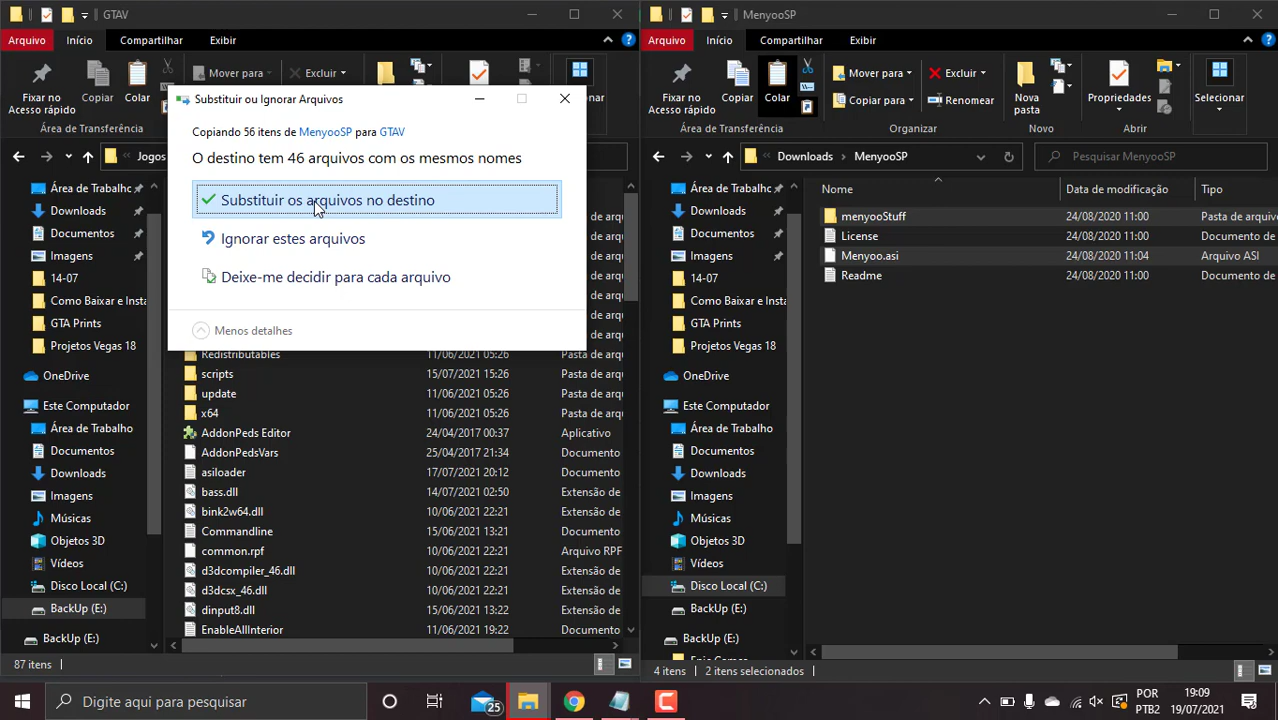 GTAV
Arquivo Início Compartilhar Exibir
Fixar no Acesso Rápido
Copiar
Colar
Mover para
Excluir
Área de Transferência
Jogos
Substituir ou Ignorar Arquivos
Copiando 56 itens de MenyooSP para GTAV
O destino tem 46 arquivos com os mesmos nomes
Substituir os arquivos no destino
Ignorar estes arquivos
Deixe-me decidir para cada arquivo
Menos detalhes
Área de Trabalho
Downloads
Documentos
Imagens
14-07
Como Baixar e Insta
GTA Prints
Projetos Vegas 18
OneDrive
Este Computador
Área de Trabalho
Documentos
Downloads
Imagens
Músicas
Objetos 3D
Vídeos
Disco Local (C:)
BackUp (E:)
BackUp (E:)
Redistributables 11/06/2021 05:26 Pasta de arqu
scripts 15/07/2021 15:26 Pasta de arqu
update 11/06/2021 05:26 Pasta de arqu
x64 11/06/2021 05:26 Pasta de arqu
AddonPeds Editor 24/04/2017 00:37 Aplicativo
AddonPedsVars 25/04/2017 21:34 Documento
asiloader 17/07/2021 20:12 Documento
bass.dll 14/07/2021 02:50 Extensão de
bink2w64.dll 10/06/2021 22:21 Extensão de
Commandline 15/06/2021 13:21 Documento
common.rpf 10/06/2021 22:21 Arquivo RPF
d3dcompiler_46.dll 10/06/2021 22:21 Extensão de
d3dcsx_46.dll 10/06/2021 22:21 Extensão de
dinput8.dll 15/06/2021 13:22 Extensão de
EnableAllInterior 11/06/2021 19:22 Documento
87 itens
MenyooSP
Arquivo Início Compartilhar Exibir
Fixar no Acesso Rápido
Copiar
Colar
Mover para
Copiar para
Excluir
Renomear
Nova pasta
Propriedades
Selecionar
Área de Transferência Organizar Novo Abrir
Downloads MenyooSP
Pesquisar MenyooSP
Nome Data de modificação Tipo
menyooStuff 24/08/2020 11:00 Pasta de arquivo
License 24/08/2020 11:00 Documento de
Menyoo.asi 24/08/2020 11:04 Arquivo ASI
Readme 24/08/2020 11:00 Documento de
Área de Trabalho
Downloads
Documentos
Imagens
14-07
Como Baixar e Insta
GTA Prints
Projetos Vegas 18
OneDrive
Este Computador
Área de Trabalho
Documentos
Downloads
Imagens
Músicas
Objetos 3D
Vídeos
Disco Local (C:)
BackUp (E:)
BackUp (E:)
Epic Games
4 itens 2 itens selecionados
Digite aqui para pesquisar
25
POR
PTB2
19:09
19/07/2021